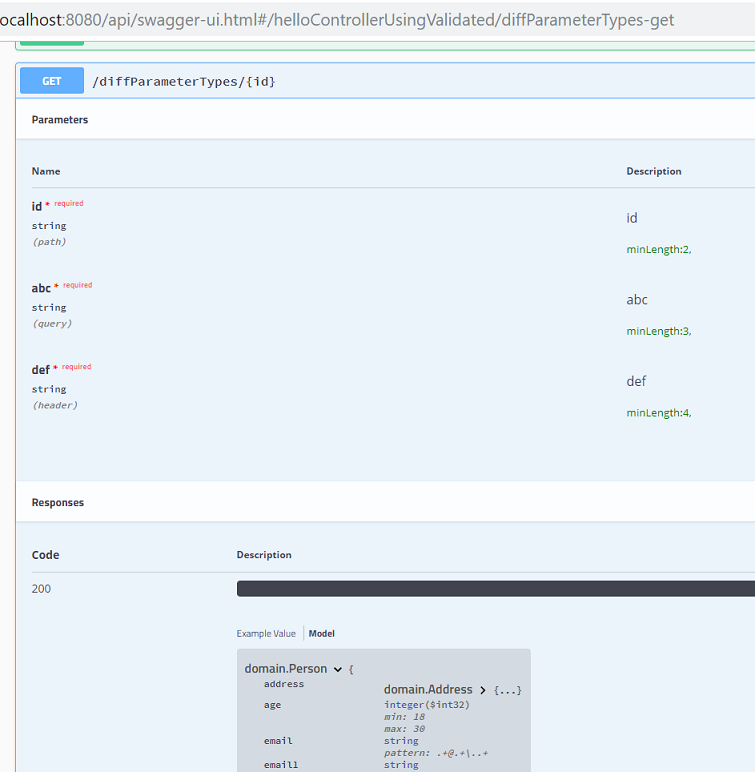 ocalhost:8080/api/swagger-ui.html#/helloControllerUsingValidated/diffParameterTypes-get
GET /diffParameterTypes/{id}
Parameters
Name Description
id * required id
string
(path) minLength:2,
abc * required abc
string
(query) minLength:3,
def * required def
string
(header) minLength:4,
Responses
Code Description
200
Example Value Model
domain.Person {
address domain.Address {...}
age integer($int32)
min: 18
max: 30
email string
pattern: .+@.+\..+
email1 string